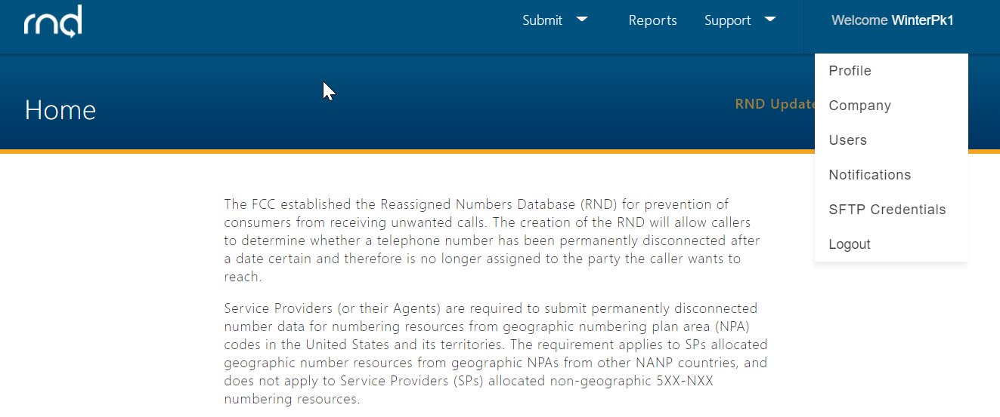 rnd
Submit Reports Support Welcome WinterPk1
Profile
Home
RND Update
Company
Users
Notifications
SFTP Credentials
Logout
The FCC established the Reassigned Numbers Database (RND) for prevention of
consumers from receiving unwanted calls. The creation of the RND will allow callers
to determine whether a telephone number has been permanently disconnected after
a date certain and therefore is no longer assigned to the party the caller wants to
reach.
Service Providers (or their Agents) are required to submit permanently disconnected
number data for numbering resources from geographic numbering plan area (NPA)
codes in the United States and its territories. The requirement applies to SPs allocated
geographic number resources from geographic NPAs from other NANP countries, and
does not apply to Service Providers (SPs) allocated non-geographic 5XX-NXX
numbering resources.